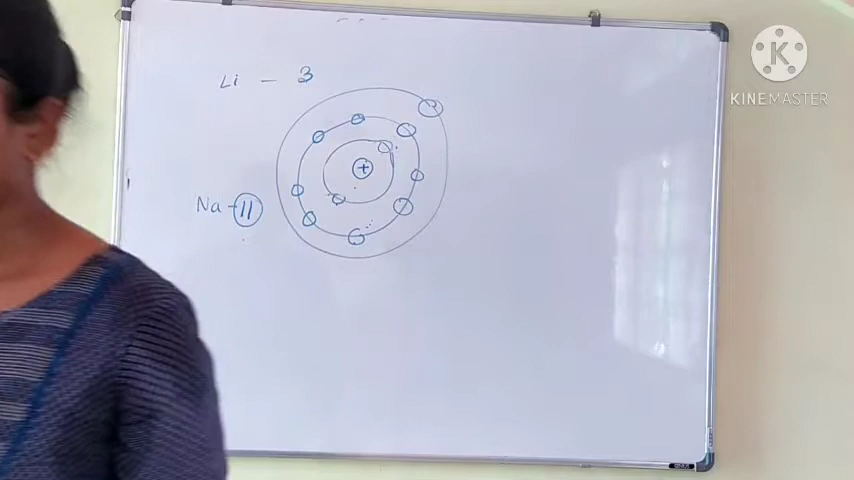 Li - 3
+
Na - 11
K
KINEMASTER